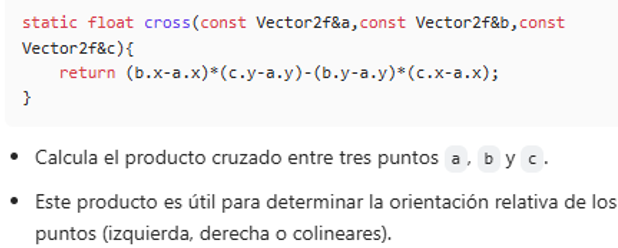 static float cross(const Vector2f&a,const Vector2f&b,const
Vector2f&c){
    return (b.x-a.x)*(c.y-a.y)-(b.y-a.y)*(c.x-a.x);
}
• Calcula el producto cruzado entre tres puntos a, b y c.
• Este producto es útil para determinar la orientación relativa de los
puntos (izquierda, derecha o colineares).